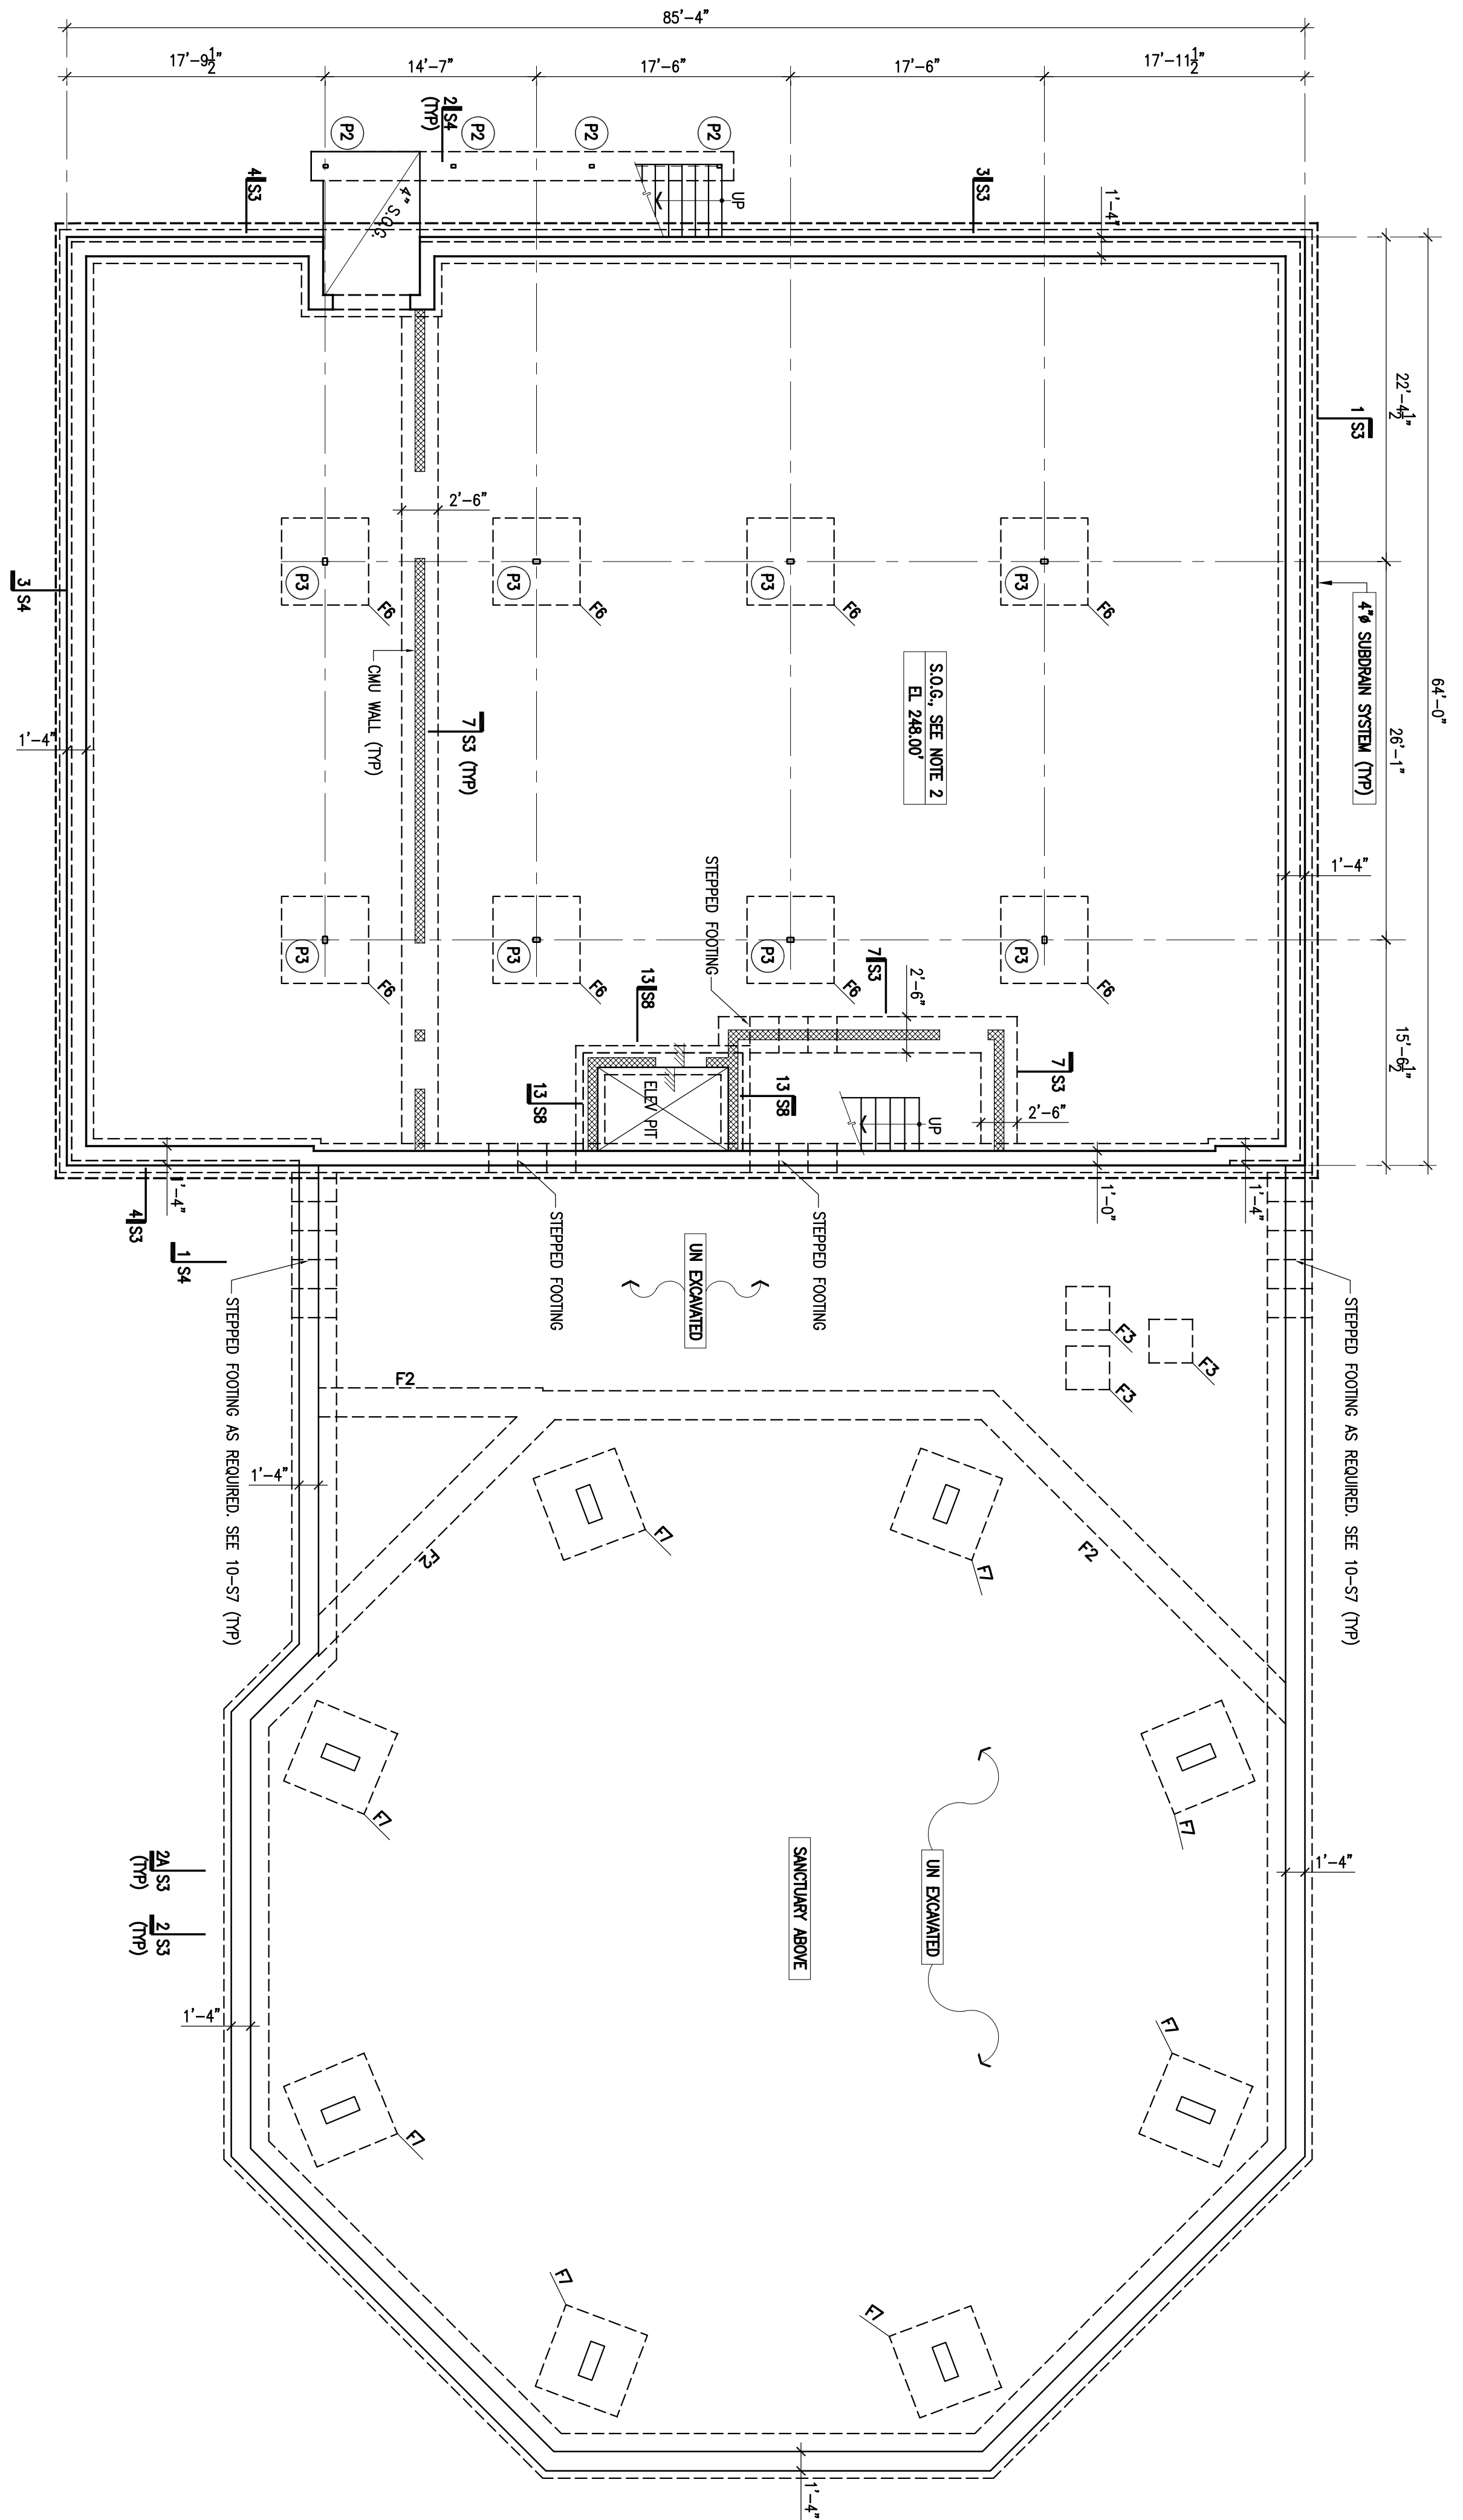 85'-4"
17'-9 1/2"
14'-7"
17'-6"
17'-6"
17'-11 1/2"
2 S4
(TYP)
P2
P2
P2
P2
4 S3
4" S.O.G.
UP
3 S3
1'-4"
22'-4 1/2"
64'-0"
1 S3
2'-6"
P3
F6
P3
F6
P3
F6
P3
F6
4"ø SUBDRAIN SYSTEM (TYP)
3 S4
CMU WALL (TYP)
7 S3 (TYP)
S.O.G., SEE NOTE 2
EL 248.00'
26'-1"
1'-4"
1'-4"
STEPPED FOOTING
P3
F6
P3
F6
P3
F6
P3
F6
13 S8
7 S3
2'-6"
7 S3
15'-6 1/2"
13 S8
ELEV PIT
13 S8
UP
2'-6"
1'-4"
4 S3
1 S4
STEPPED FOOTING
STEPPED FOOTING
1'-0"
1'-4"
UN EXCAVATED
STEPPED FOOTING AS REQUIRED. SEE 10-S7 (TYP)
F3
F3
F3
STEPPED FOOTING AS REQUIRED. SEE 10-S7 (TYP)
F2
1'-4"
F2
F7
F7
F2
F7
F7
2A S3
(TYP)
2 S3
(TYP)
SANCTUARY ABOVE
UN EXCAVATED
1'-4"
1'-4"
F7
F7
F7
F7
1'-4"